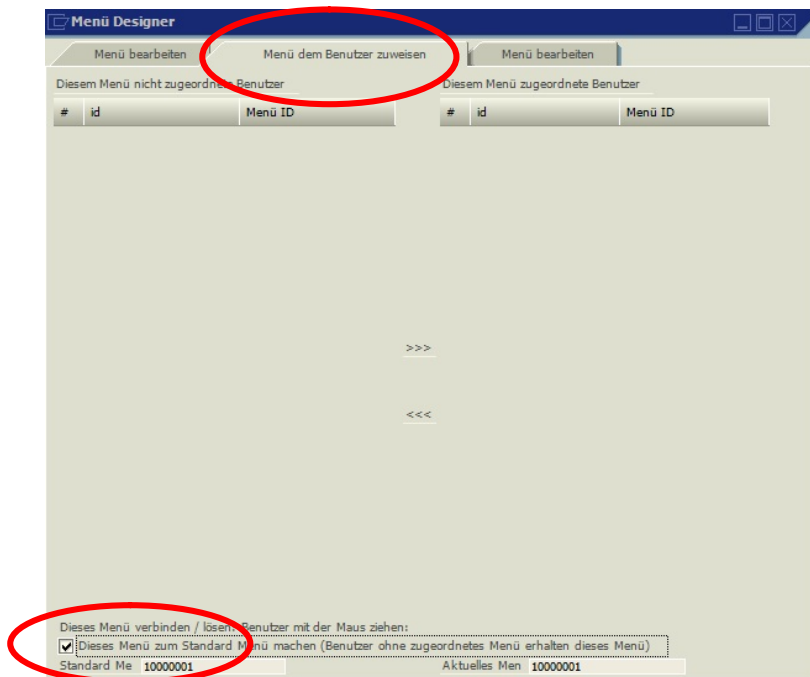 Menü Designer
Menü bearbeiten Menü dem Benutzer zuweisen Menü bearbeiten
Diesem Menü nicht zugeordnete Benutzer Diesem Menü zugeordnete Benutzer
# id Menü ID # id Menü ID
>>>
<<<
Dieses Menü verbinden / lösen: Benutzer mit der Maus ziehen:
Dieses Menü zum Standard Menü machen (Benutzer ohne zugeordnetes Menü erhalten dieses Menü)
Standard Me 10000001 Aktuelles Men 10000001